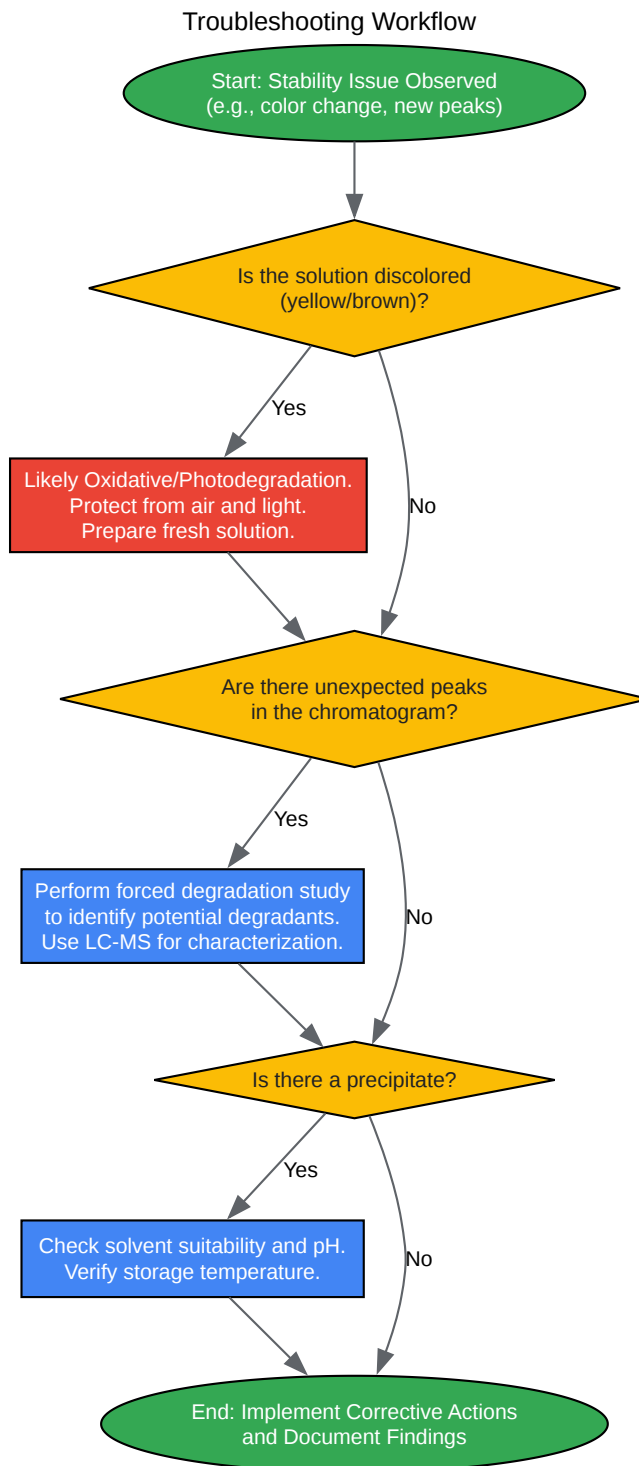 Troubleshooting Workflow
Start: Stability Issue Observed
(e.g., color change, new peaks)
Is the solution discolored
(yellow/brown)?
Yes
No
Likely Oxidative/Photodegradation.
Protect from air and light.
Prepare fresh solution.
Are there unexpected peaks
in the chromatogram?
Yes
No
Perform forced degradation study
to identify potential degradants.
Use LC-MS for characterization.
Is there a precipitate?
Yes
No
Check solvent suitability and pH.
Verify storage temperature.
End: Implement Corrective Actions
and Document Findings